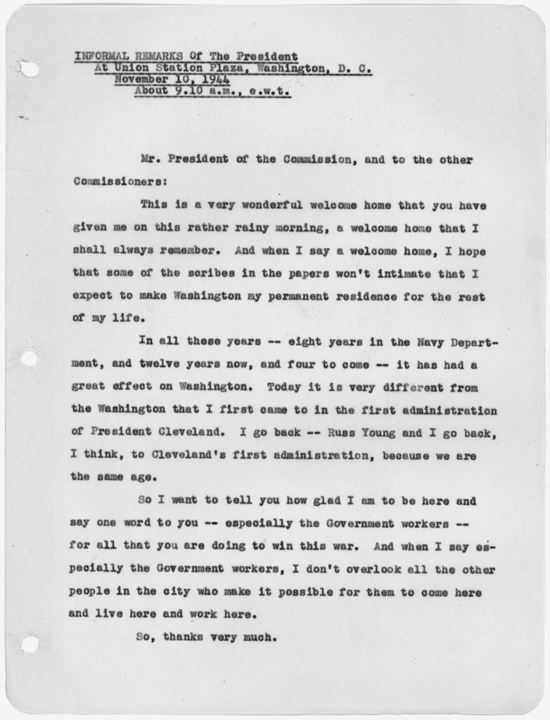 INFORMAL REMARKS Of The President
At Union Station Plaza, Washington, D. C.
November 10, 1944
About 9.10 a.m., e.w.t.
Mr. President of the Commission, and to the other
Commissioners:
This is a very wonderful welcome home that you have
given me on this rather rainy morning, a welcome home that I
shall always remember. And when I say a welcome home, I hope
that some of the scribes in the papers won't intimate that I
expect to make Washington my permanent residence for the rest
of my life.
In all these years -- eight years in the Navy Depart-
ment, and twelve years now, and four to come -- it has had a
great effect on Washington. Today it is very different from
the Washington that I first came to in the first administration
of President Cleveland. I go back -- Russ Young and I go back,
I think, to Cleveland's first administration, because we are
the same age.
So I want to tell you how glad I am to be here and
say one word to you -- especially the Government workers --
for all that you are doing to win this war. And when I say es-
pecially the Government workers, I don't overlook all the other
people in the city who make it possible for them to come here
and live here and work here.
So, thanks very much.